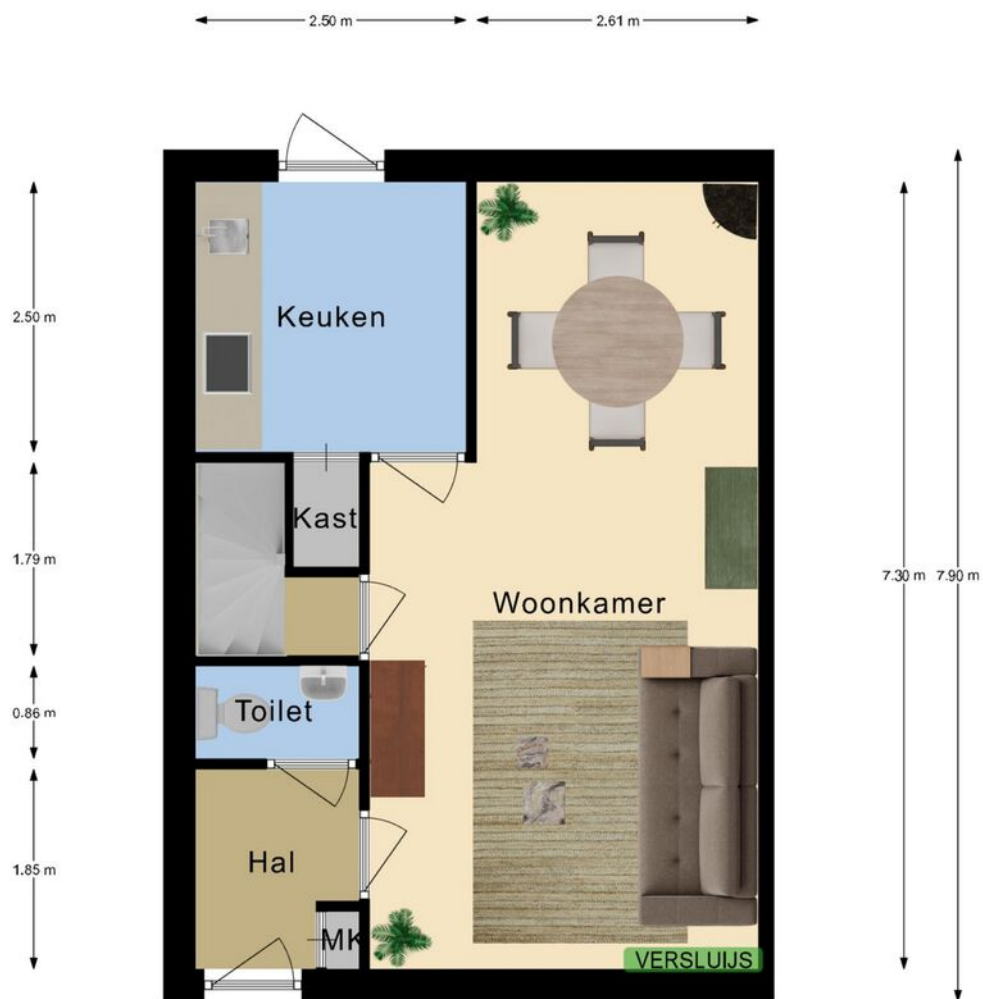 2.50 m
2.61 m
Keuken
2.50 m
Kast
1.79 m
7.30 m
7.90 m
Woonkamer
Toilet
0.86 m
Hal
1.85 m
MK
VERSLUIJS